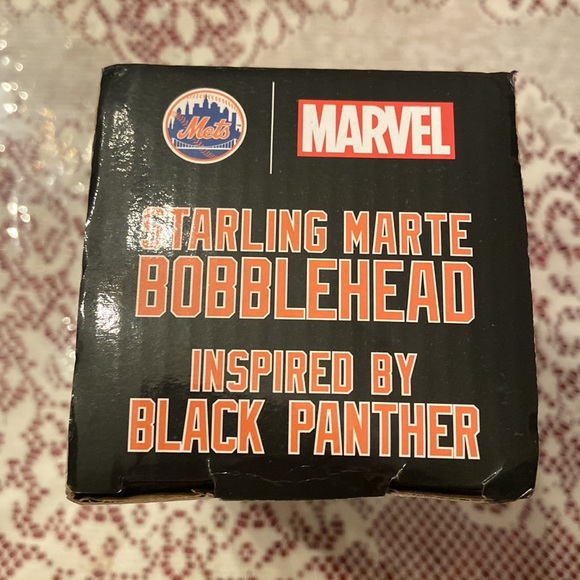 Mets
MARVEL
STARLING MARTE
BOBBLEHEAD
INSPIRED BY
BLACK PANTHER